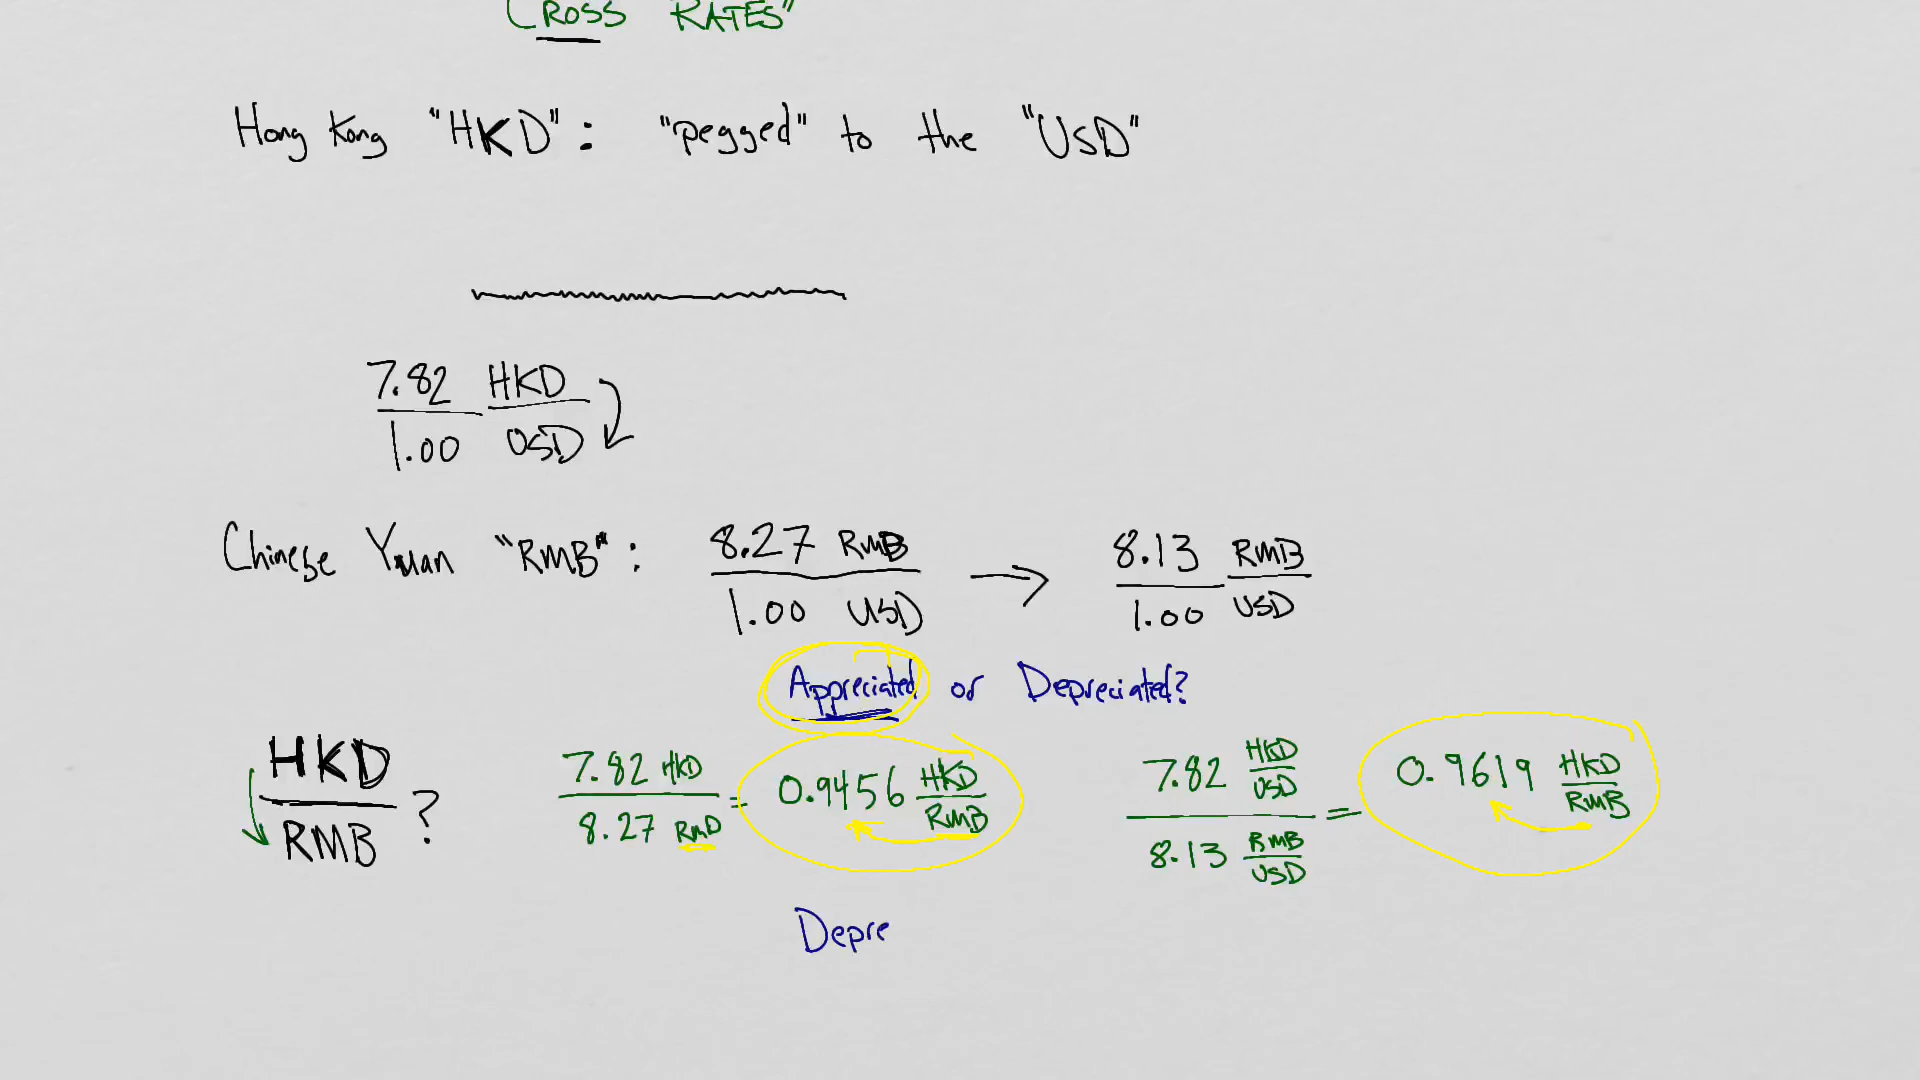 CROSS RATES"
Hong Kong "HKD": "pegged" to the "USD"
7.82 HKD
1.00 USD
Chinese Yuan "RMB": 8.27 RMB / 1.00 USD → 8.13 RMB / 1.00 USD
Appreciated or Depreciated?
HKD / RMB ? 7.82 HKD / 8.27 RMB = 0.9456 HKD / RMB 7.82 HKD / USD / 8.13 RMB / USD = 0.9619 HKD / RMB
Depre